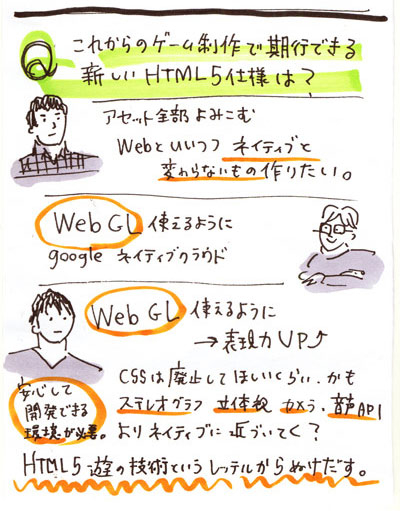 Q これからのゲーム制作で期行できる
新しいHTML5仕様は?
アセット全部よみこむ
Webといいつつ ネイティブと
変わらないもの作りたい。
WebGL 使えるように
google ネイティブクラウド
WebGL 使えるように
→表現力UP↑
CSSは廃止してほしいくらい、かも
ステレオグラフ 立体視 カメラ、音声API
よりネイティブに近づいてく?
安心して
開発できる
環境が必要。
HTML5遊の技術というレッテルからぬけだす。